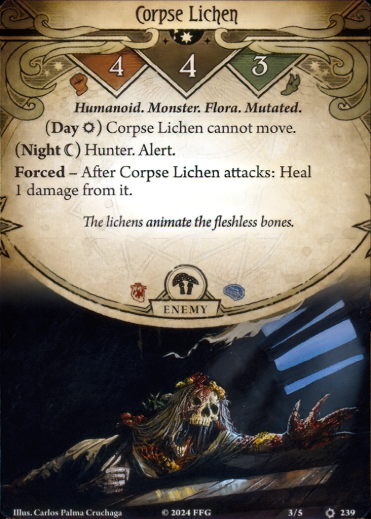 Corpse Lichen
4 4 3
Humanoid. Monster. Flora. Mutated.
(Day) Corpse Lichen cannot move.
(Night) Hunter. Alert.
Forced – After Corpse Lichen attacks: Heal
1 damage from it.
The lichens animate the fleshless bones.
ENEMY
Illus. Carlos Palma Cruchaga © 2024 FFG 3/5 239